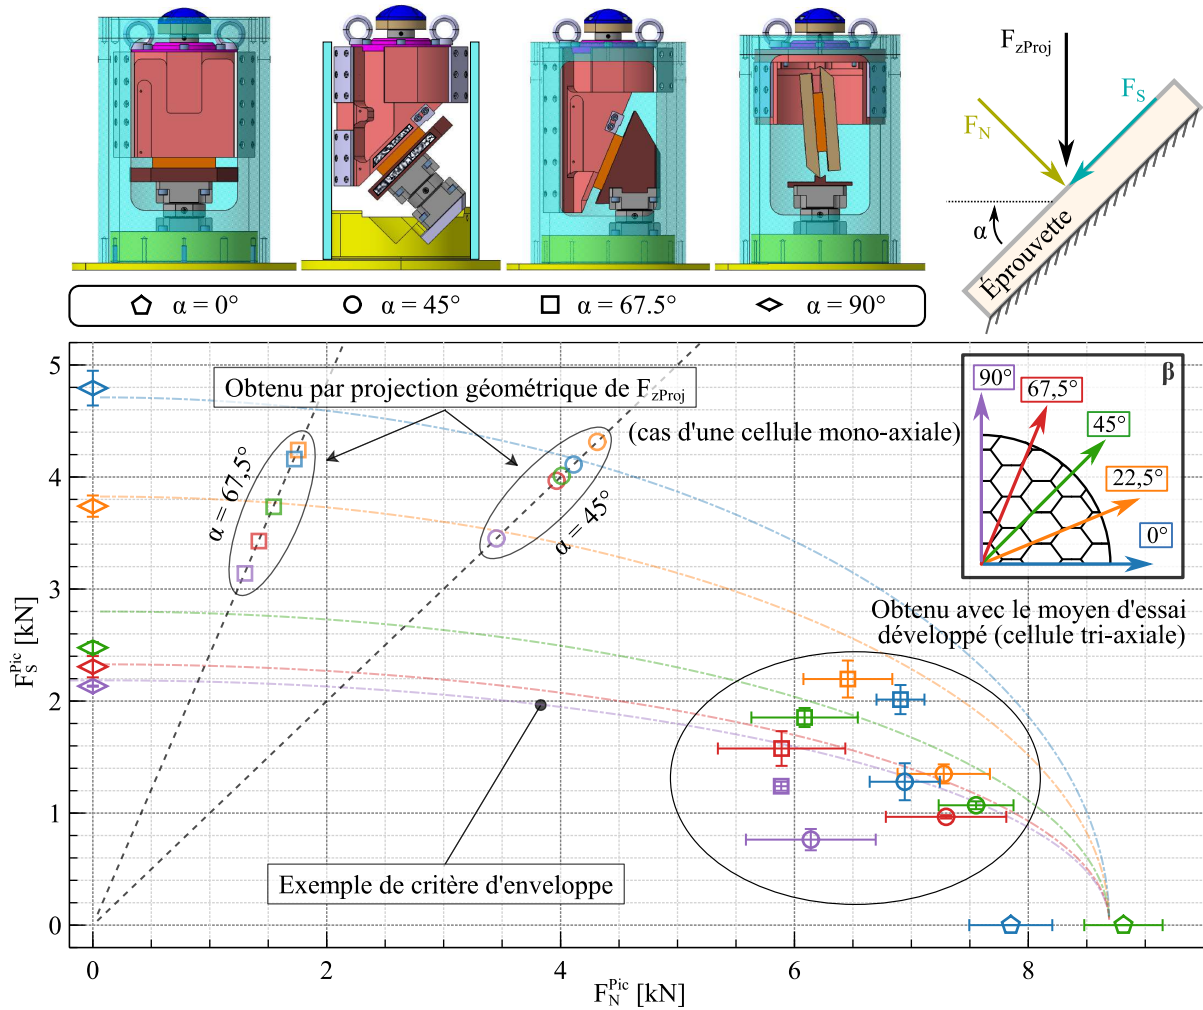 F_zProj
F_S
F_N
α
Éprouvette
α = 0°
α = 45°
α = 67.5°
α = 90°
Obtenu par projection géométrique de F_zProj
(cas d'une cellule mono-axiale)
α = 67,5°
α = 45°
β
90°
67,5°
45°
22,5°
0°
Obtenu avec le moyen d'essai
développé (cellule tri-axiale)
Exemple de critère d'enveloppe
5
4
3
2
1
0
F_S^Pic [kN]
0
2
4
6
8
F_N^Pic [kN]